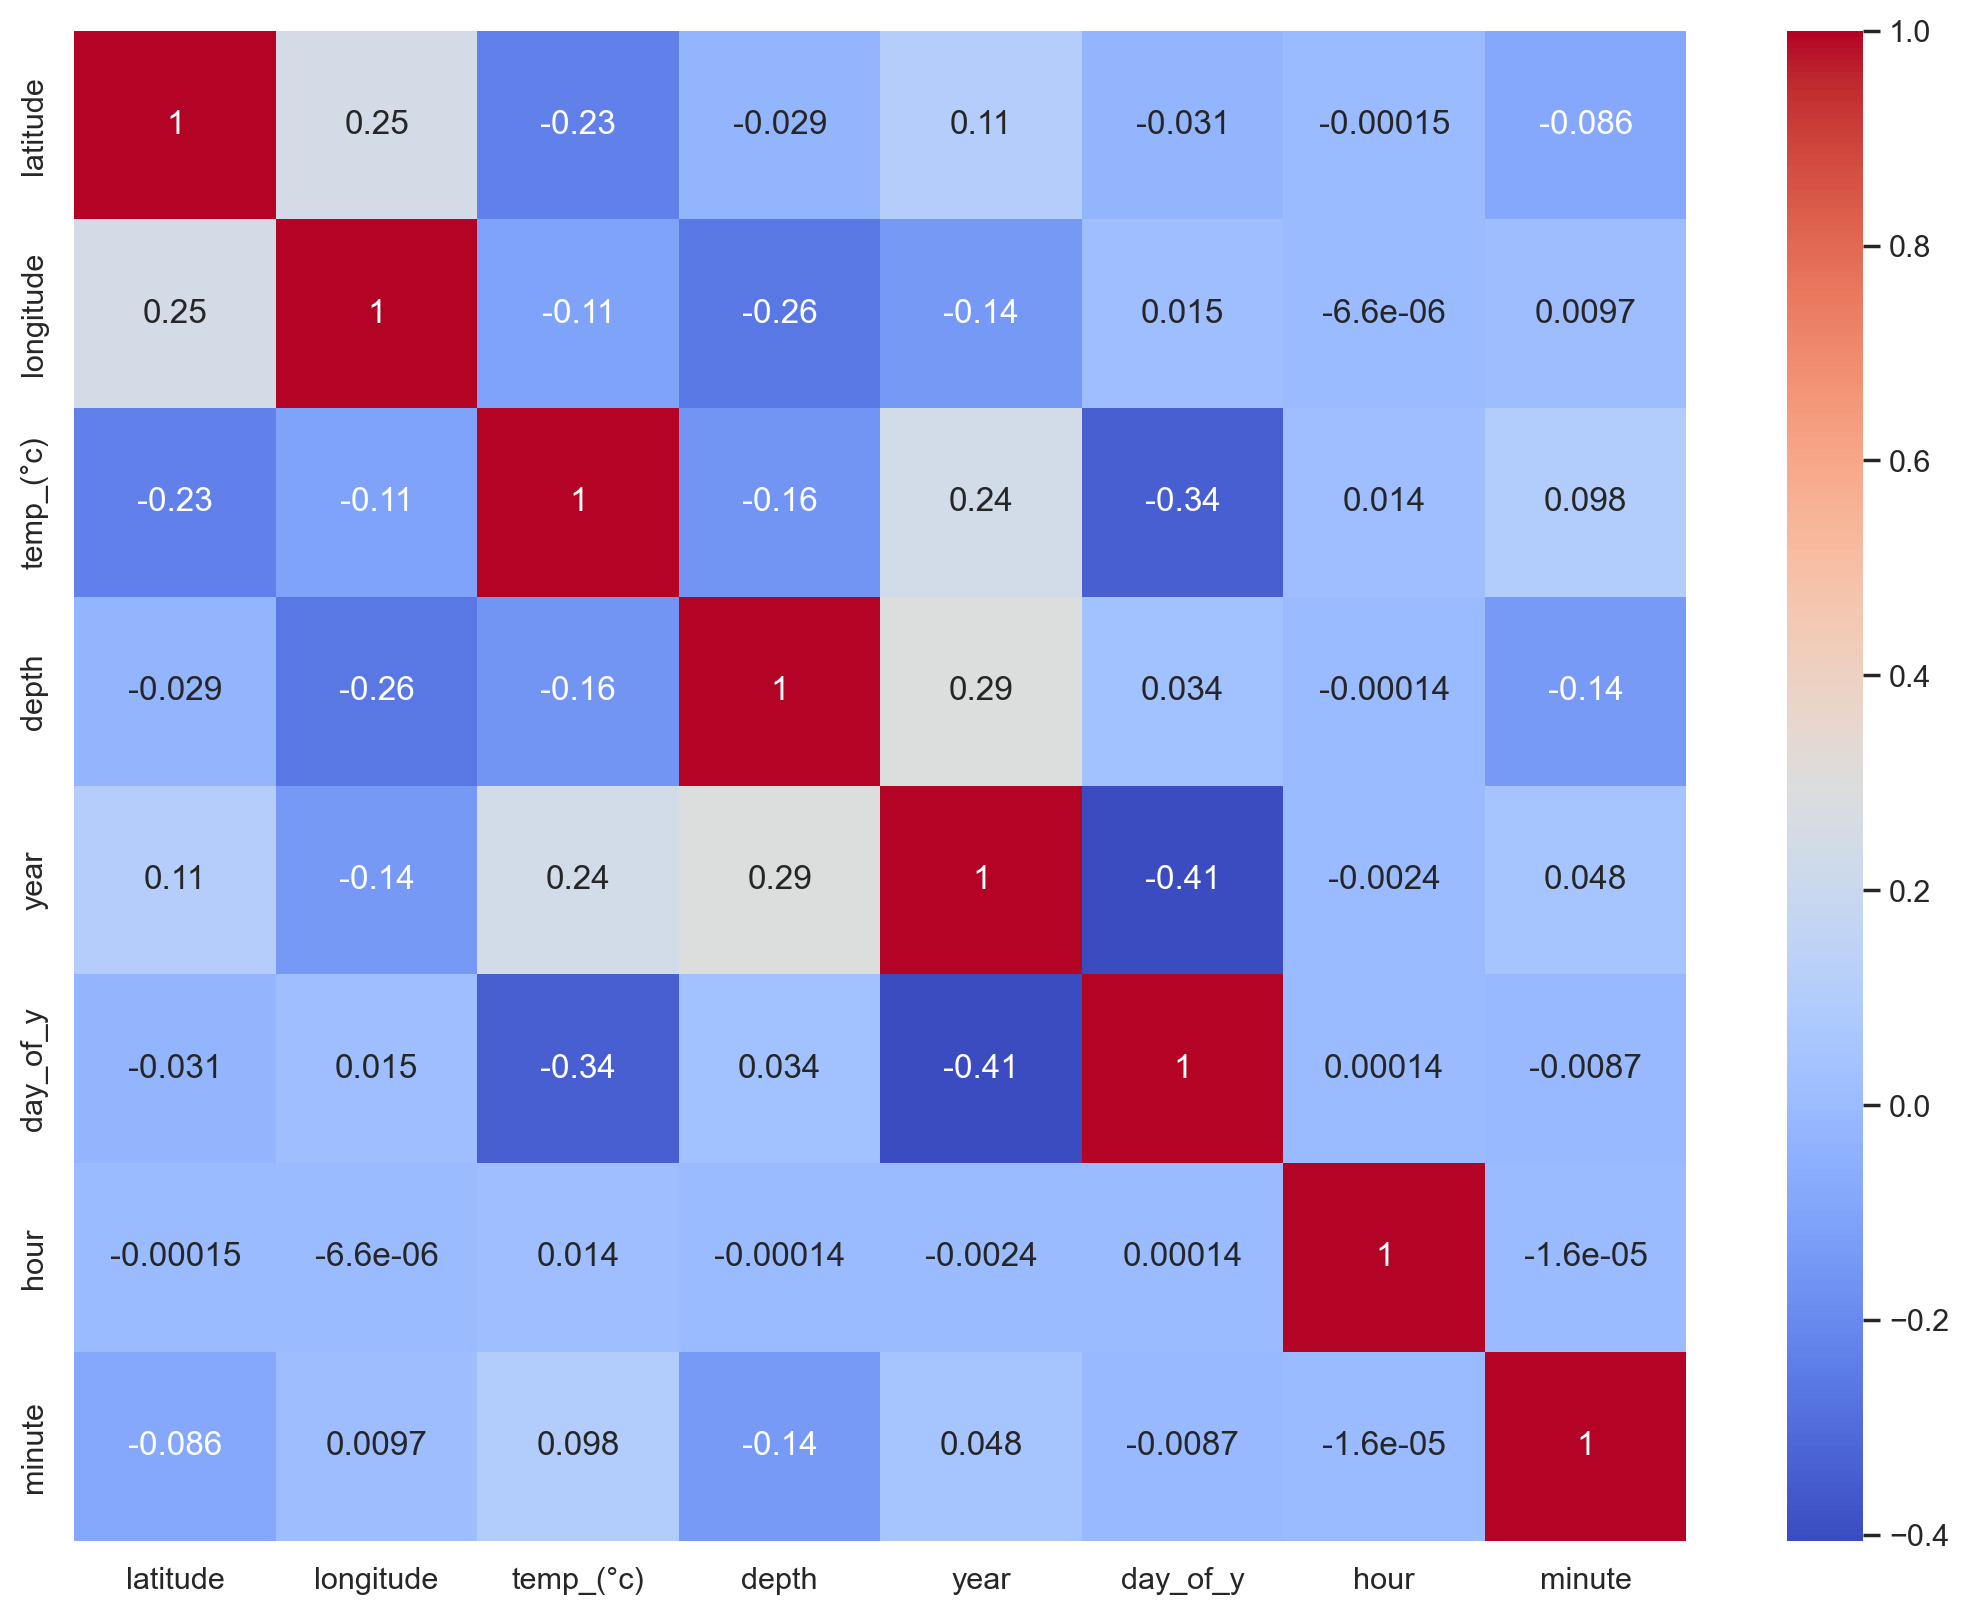 latitude 1 0.25 -0.23 -0.029 0.11 -0.031 -0.00015 -0.086
longitude 0.25 1 -0.11 -0.26 -0.14 0.015 -6.6e-06 0.0097
temp_(°c) -0.23 -0.11 1 -0.16 0.24 -0.34 0.014 0.098
depth -0.029 -0.26 -0.16 1 0.29 0.034 -0.00014 -0.14
year 0.11 -0.14 0.24 0.29 1 -0.41 -0.0024 0.048
day_of_y -0.031 0.015 -0.34 0.034 -0.41 1 0.00014 -0.0087
hour -0.00015 -6.6e-06 0.014 -0.00014 -0.0024 0.00014 1 -1.6e-05
minute -0.086 0.0097 0.098 -0.14 0.048 -0.0087 -1.6e-05 1
latitude longitude temp_(°c) depth year day_of_y hour minute
1.0
0.8
0.6
0.4
0.2
0.0
−0.2
−0.4